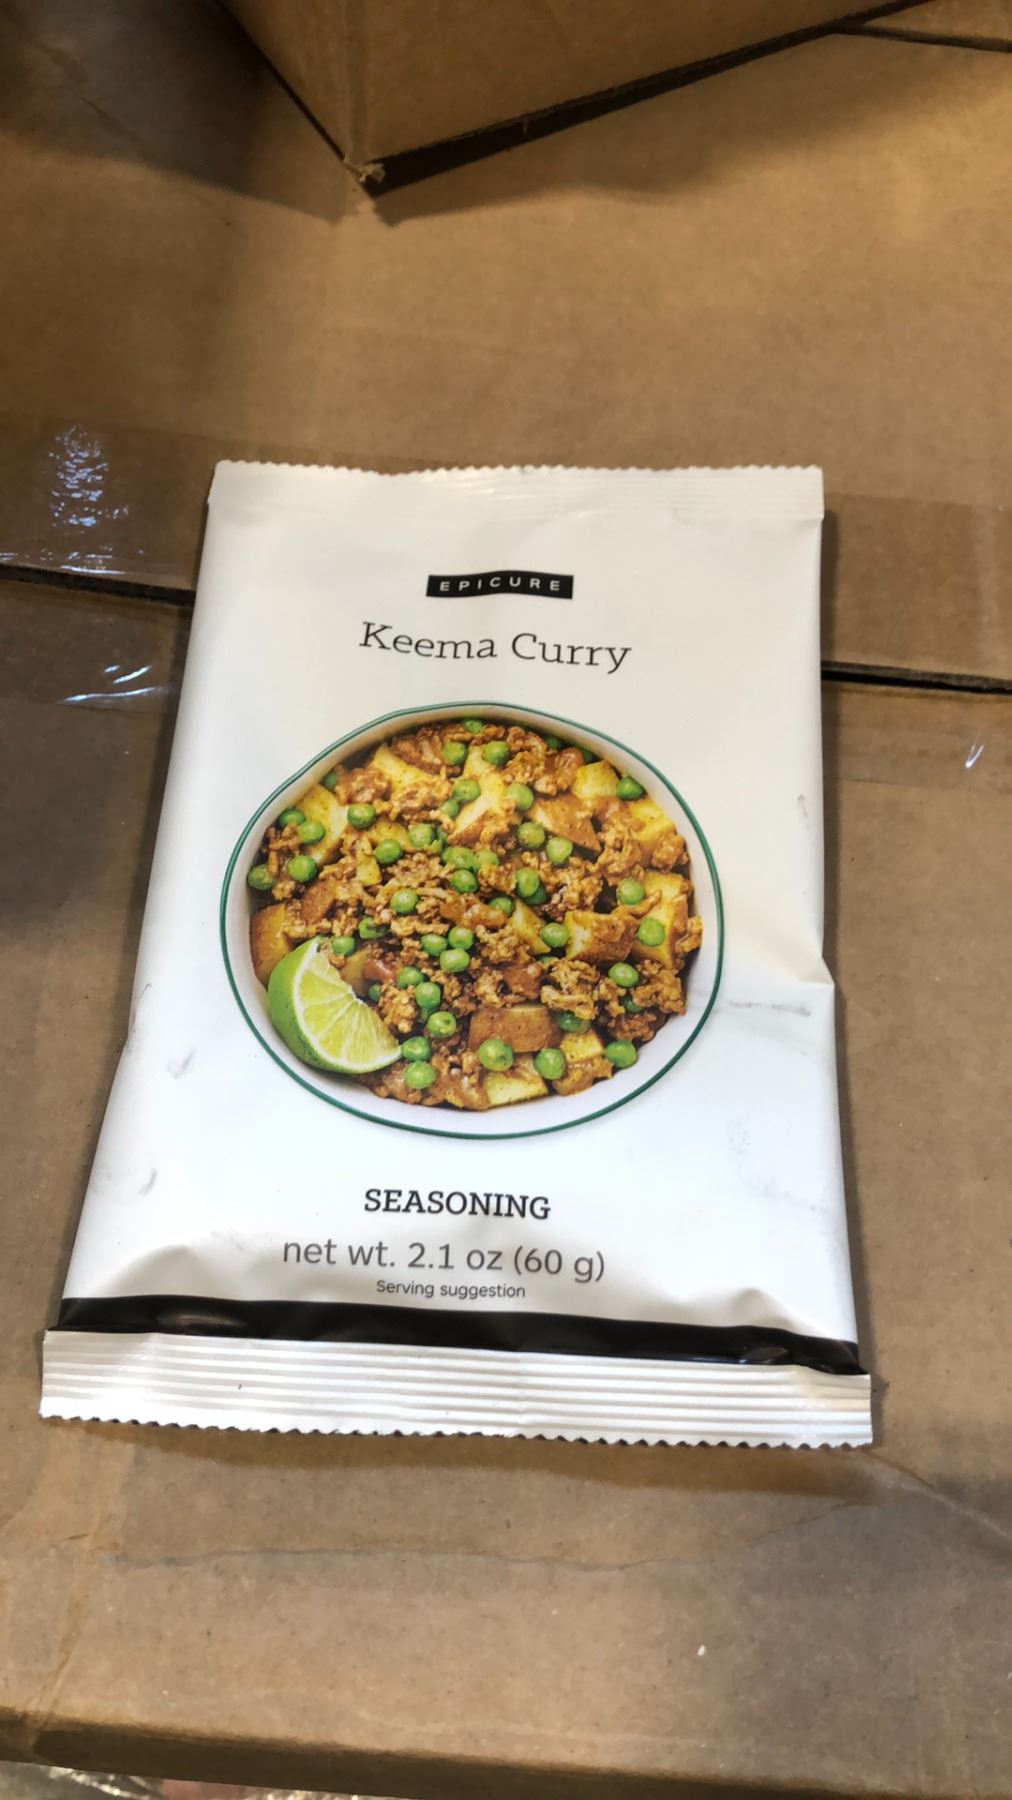 EPICURE
Keema Curry
SEASONING
net wt. 2.1 oz (60 g)
Serving suggestion